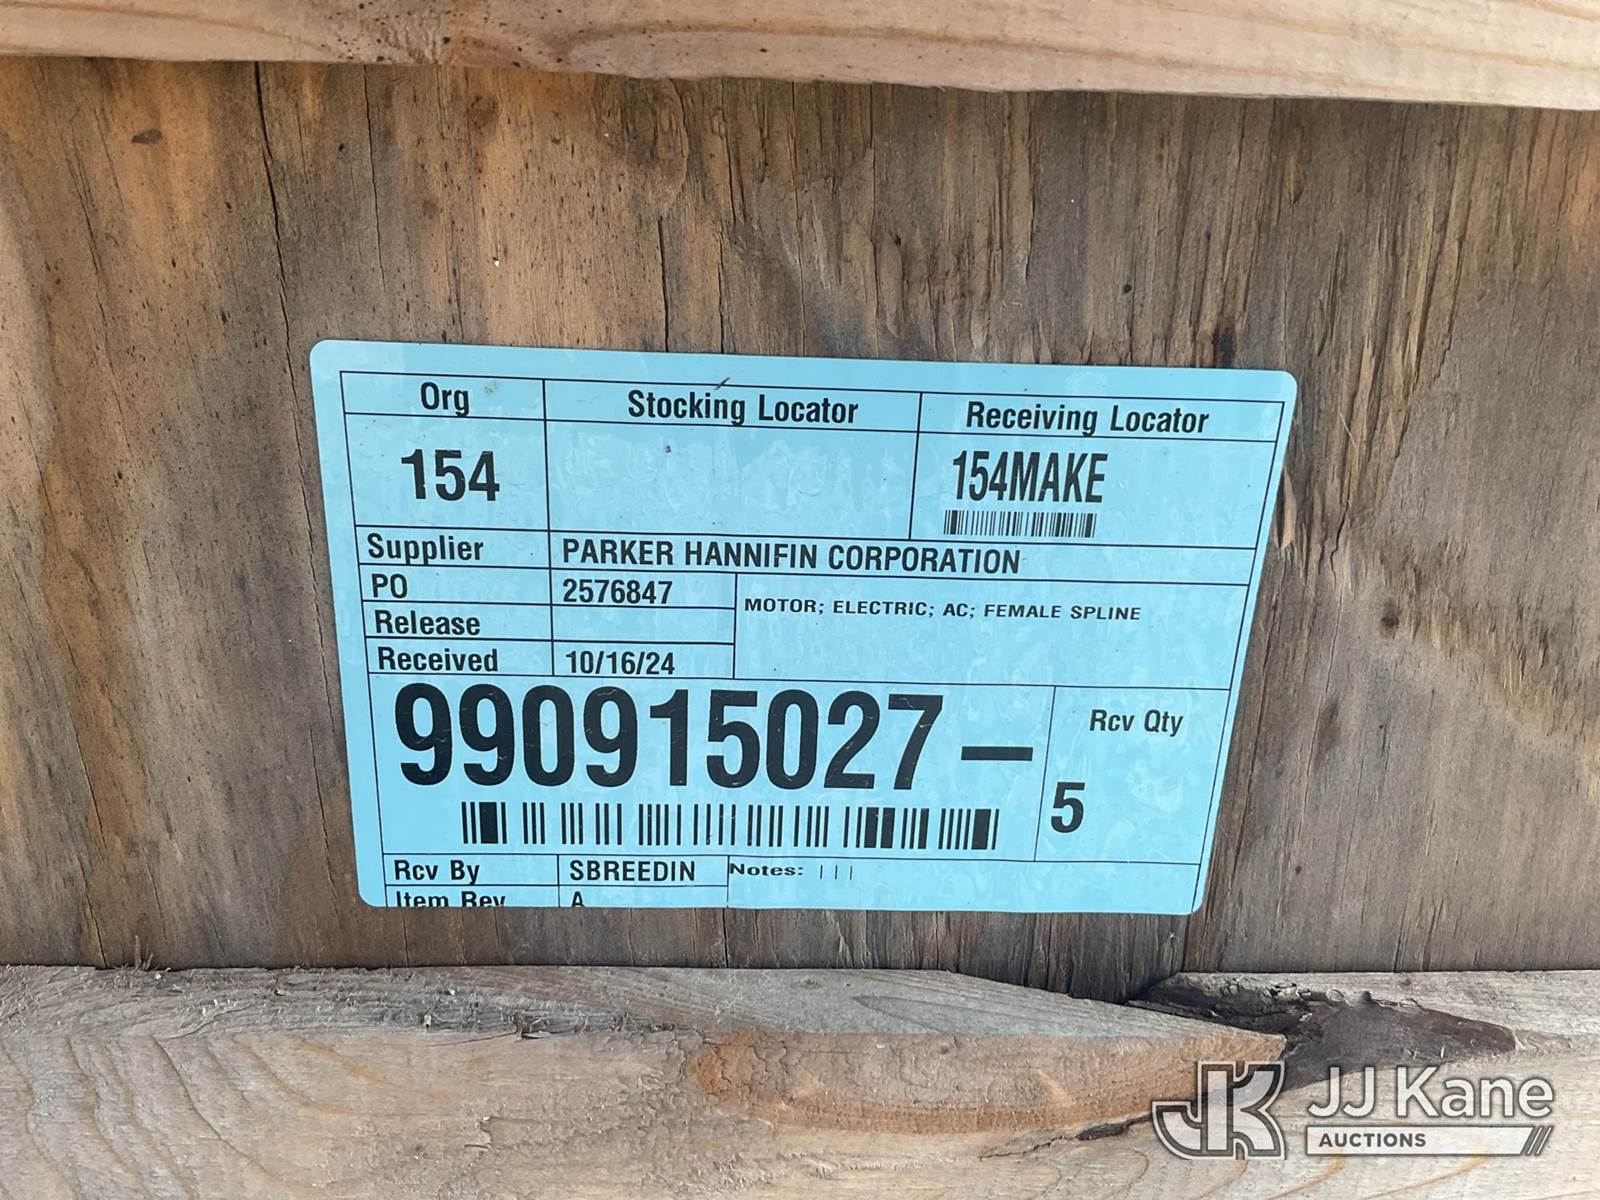 Org Stocking Locator Receiving Locator
154 154MAKE
Supplier PARKER HANNIFIN CORPORATION
PO 2576847 MOTOR; ELECTRIC; AC; FEMALE SPLINE
Release
Received 10/16/24
990915027- Rcv Qty
5
Rcv By SBREEDIN Notes: | | |
Item Rev A
JK JJ Kane
AUCTIONS